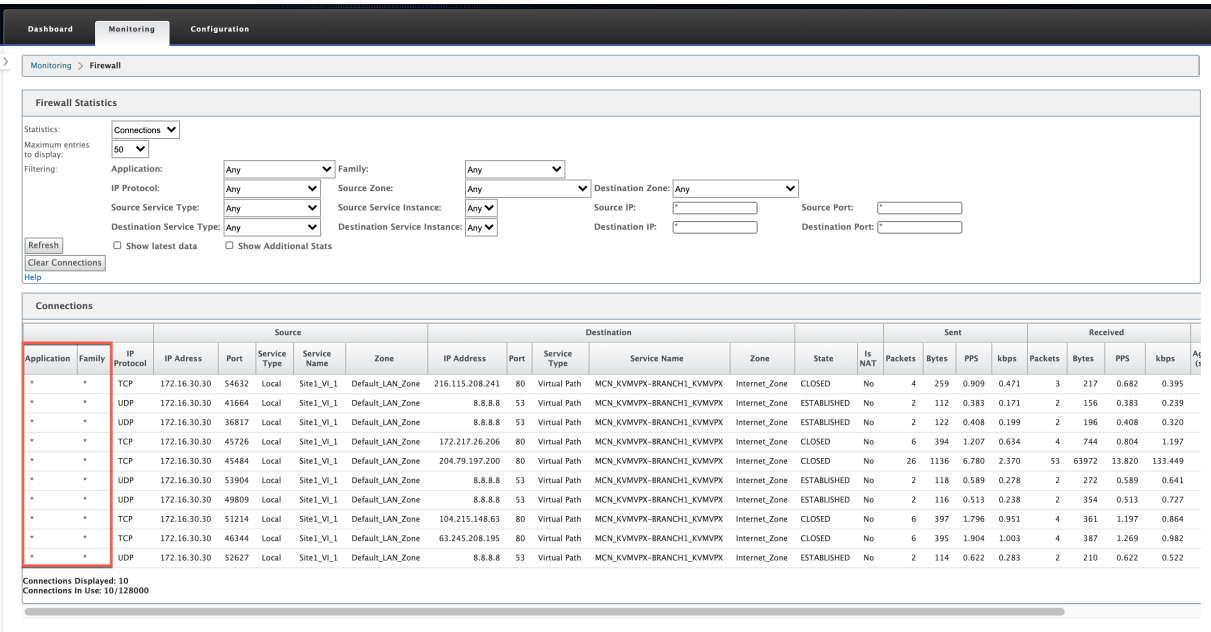 Dashboard Monitoring Configuration
Monitoring > Firewall
Firewall Statistics
Statistics: Connections
Maximum entries to display: 50
Filtering: Application: Any Family: Any
IP Protocol: Any Source Zone: Any Destination Zone: Any
Source Service Type: Any Source Service Instance: Any Source IP: * Source Port: *
Destination Service Type: Any Destination Service Instance: Any Destination IP: * Destination Port: *
Refresh Show latest data Show Additional Stats
Clear Connections
Help
Connections
Source Destination Sent Received
Application Family IP Protocol IP Adress Port Service Type Service Name Zone IP Address Port Service Type Service Name Zone State Is NAT Packets Bytes PPS kbps Packets Bytes PPS kbps
* * TCP 172.16.30.30 54632 Local Site1_VI_1 Default_LAN_Zone 216.115.208.241 80 Virtual Path MCN_KVMVPX-BRANCH1_KVMVPX Internet_Zone CLOSED No 4 259 0.909 0.471 3 217 0.682 0.395
* * UDP 172.16.30.30 41664 Local Site1_VI_1 Default_LAN_Zone 8.8.8.8 53 Virtual Path MCN_KVMVPX-BRANCH1_KVMVPX Internet_Zone ESTABLISHED No 2 112 0.383 0.171 2 156 0.383 0.239
* * UDP 172.16.30.30 36817 Local Site1_VI_1 Default_LAN_Zone 8.8.8.8 53 Virtual Path MCN_KVMVPX-BRANCH1_KVMVPX Internet_Zone ESTABLISHED No 2 122 0.408 0.199 2 196 0.408 0.320
* * TCP 172.16.30.30 45726 Local Site1_VI_1 Default_LAN_Zone 172.217.26.206 80 Virtual Path MCN_KVMVPX-BRANCH1_KVMVPX Internet_Zone CLOSED No 6 394 1.207 0.634 4 744 0.804 1.197
* * TCP 172.16.30.30 45484 Local Site1_VI_1 Default_LAN_Zone 204.79.197.200 80 Virtual Path MCN_KVMVPX-BRANCH1_KVMVPX Internet_Zone CLOSED No 26 1136 6.780 2.370 53 63972 13.820 133.449
* * UDP 172.16.30.30 53904 Local Site1_VI_1 Default_LAN_Zone 8.8.8.8 53 Virtual Path MCN_KVMVPX-BRANCH1_KVMVPX Internet_Zone ESTABLISHED No 2 118 0.589 0.278 2 272 0.589 0.641
* * UDP 172.16.30.30 49809 Local Site1_VI_1 Default_LAN_Zone 8.8.8.8 53 Virtual Path MCN_KVMVPX-BRANCH1_KVMVPX Internet_Zone ESTABLISHED No 2 116 0.513 0.238 2 354 0.513 0.727
* * TCP 172.16.30.30 51214 Local Site1_VI_1 Default_LAN_Zone 104.215.148.63 80 Virtual Path MCN_KVMVPX-BRANCH1_KVMVPX Internet_Zone CLOSED No 6 397 1.796 0.951 4 361 1.197 0.864
* * TCP 172.16.30.30 46344 Local Site1_VI_1 Default_LAN_Zone 63.245.208.195 80 Virtual Path MCN_KVMVPX-BRANCH1_KVMVPX Internet_Zone CLOSED No 6 395 1.904 1.003 4 387 1.269 0.982
* * UDP 172.16.30.30 52627 Local Site1_VI_1 Default_LAN_Zone 8.8.8.8 53 Virtual Path MCN_KVMVPX-BRANCH1_KVMVPX Internet_Zone ESTABLISHED No 2 114 0.622 0.283 2 210 0.622 0.522
Connections Displayed: 10
Connections In Use: 10/128000